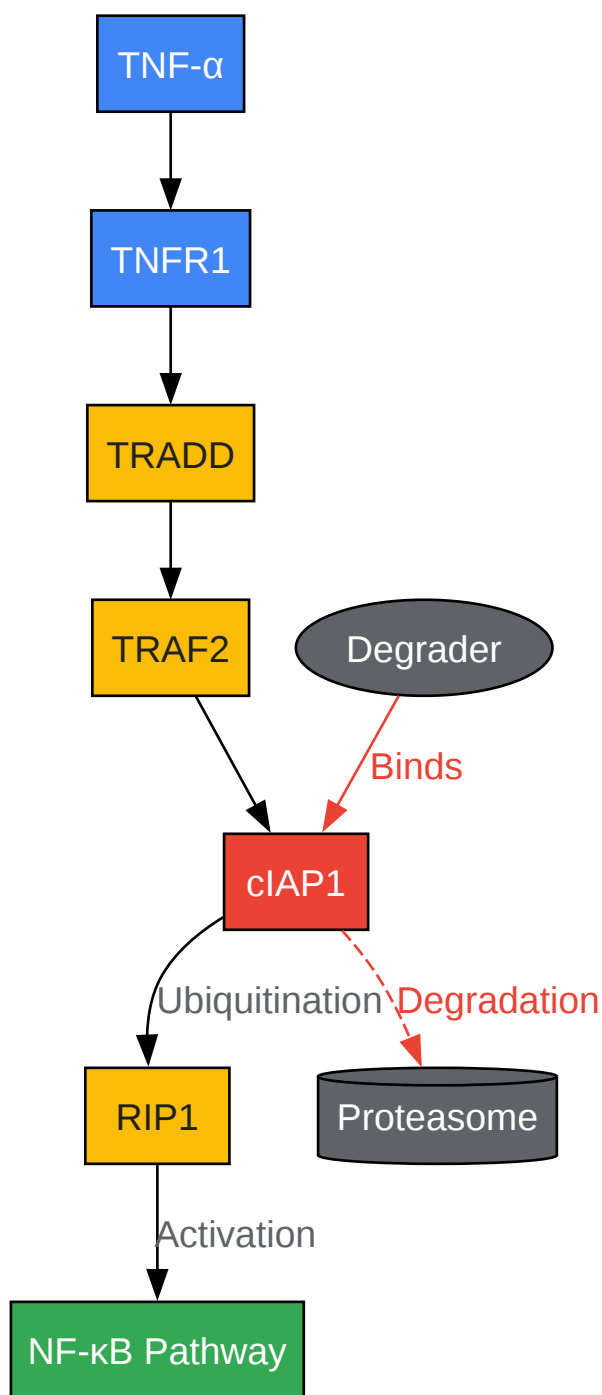 TNF-α
TNFR1
TRADD
TRAF2
Degrader
Binds
cIAP1
Ubiquitination
Degradation
RIP1
Proteasome
Activation
NF-κB Pathway